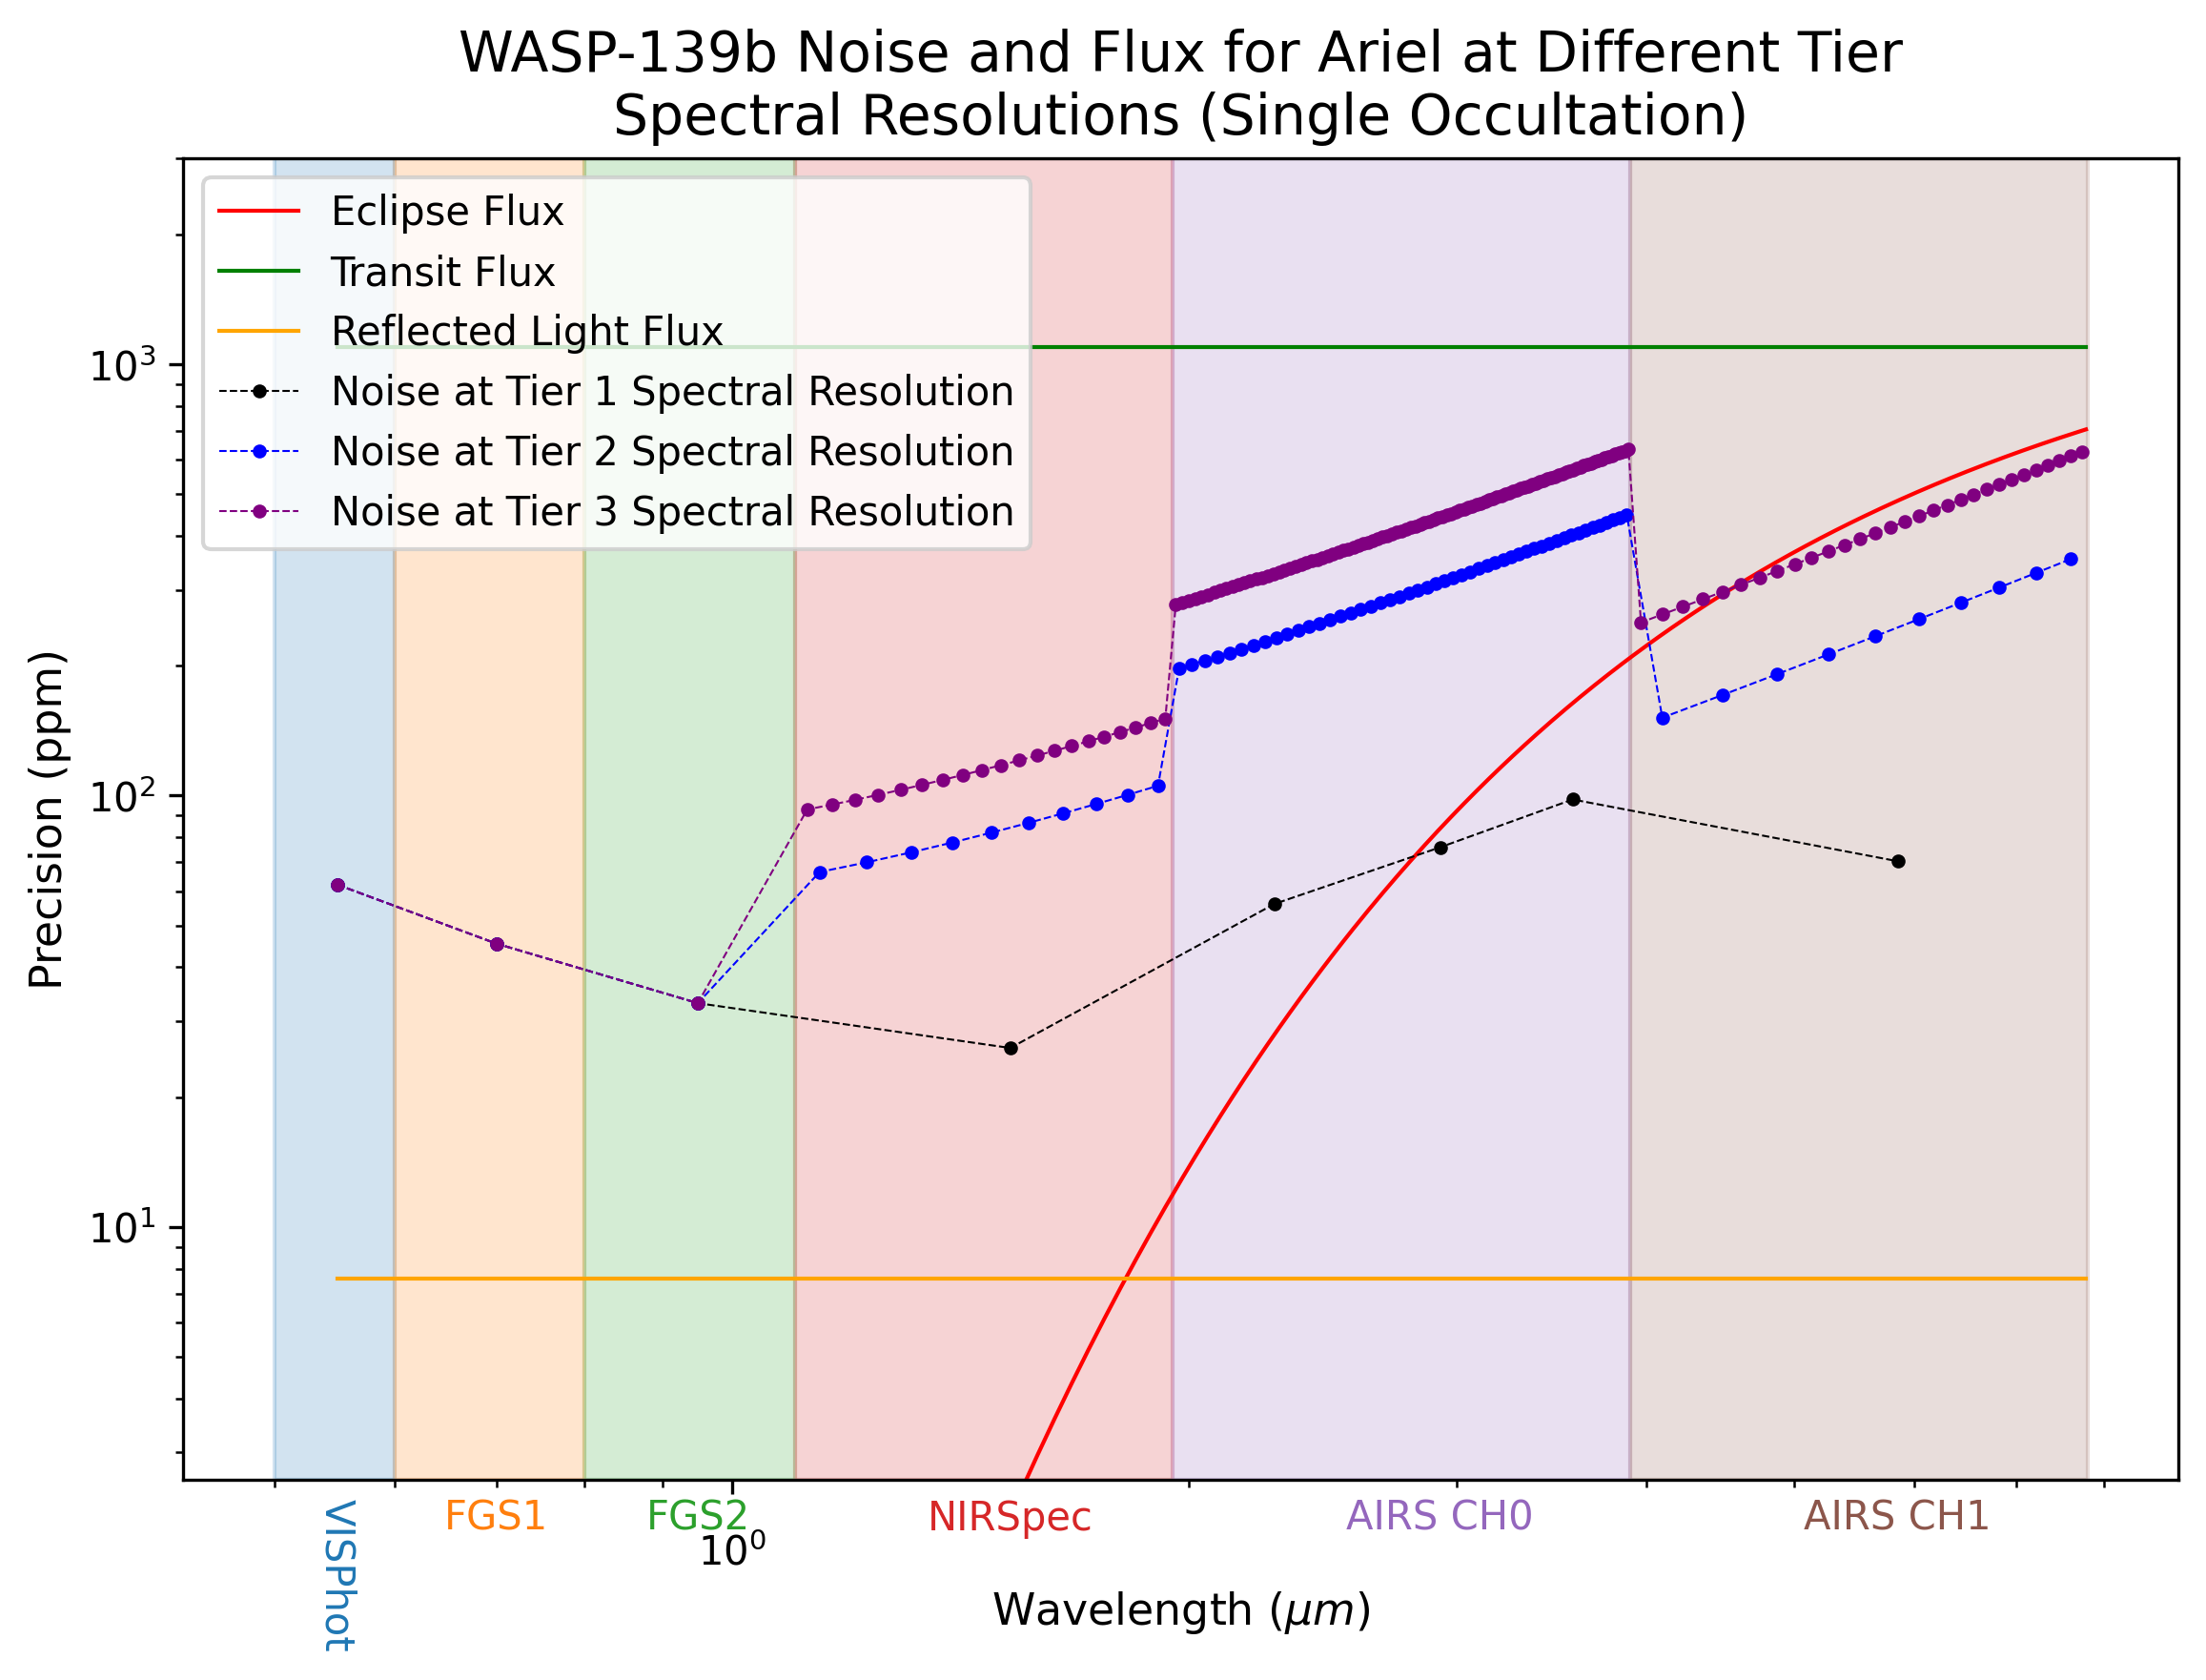 WASP-139b Noise and Flux for Ariel at Different Tier
Spectral Resolutions (Single Occultation)
Eclipse Flux
Transit Flux
Reflected Light Flux
Noise at Tier 1 Spectral Resolution
Noise at Tier 2 Spectral Resolution
Noise at Tier 3 Spectral Resolution
Precision (ppm)
10³
10²
10¹
VISPhot
FGS1
FGS2
NIRSpec
AIRS CH0
AIRS CH1
10⁰
Wavelength (μm)